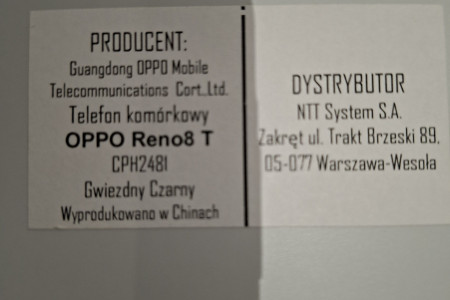 PRODUCENT:
Guangdong OPPO Mobile
Telecommunications Cort..Ltd.
Telefon komórkowy
OPPO Reno8 T
CPH2481
Gwiezdny Czarny
Wyprodukowano w Chinach
DYSTRYBUTOR
NTT System S.A.
Zakręt ul. Trakt Brzeski 89,
05-077 Warszawa-Wesoła